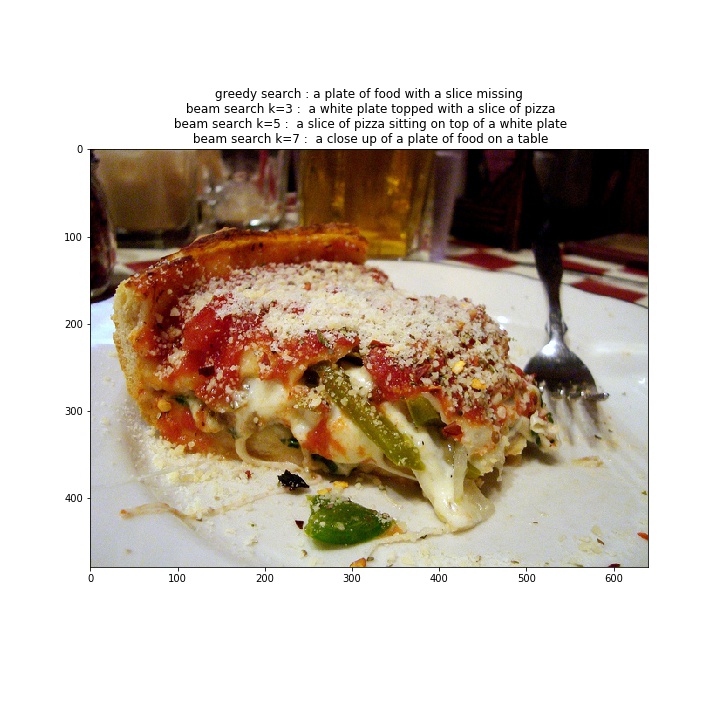 greedy search : a plate of food with a slice missing
beam search k=3 :  a white plate topped with a slice of pizza
beam search k=5 :  a slice of pizza sitting on top of a white plate
beam search k=7 :  a close up of a plate of food on a table
0
100
200
300
400
0 100 200 300 400 500 600